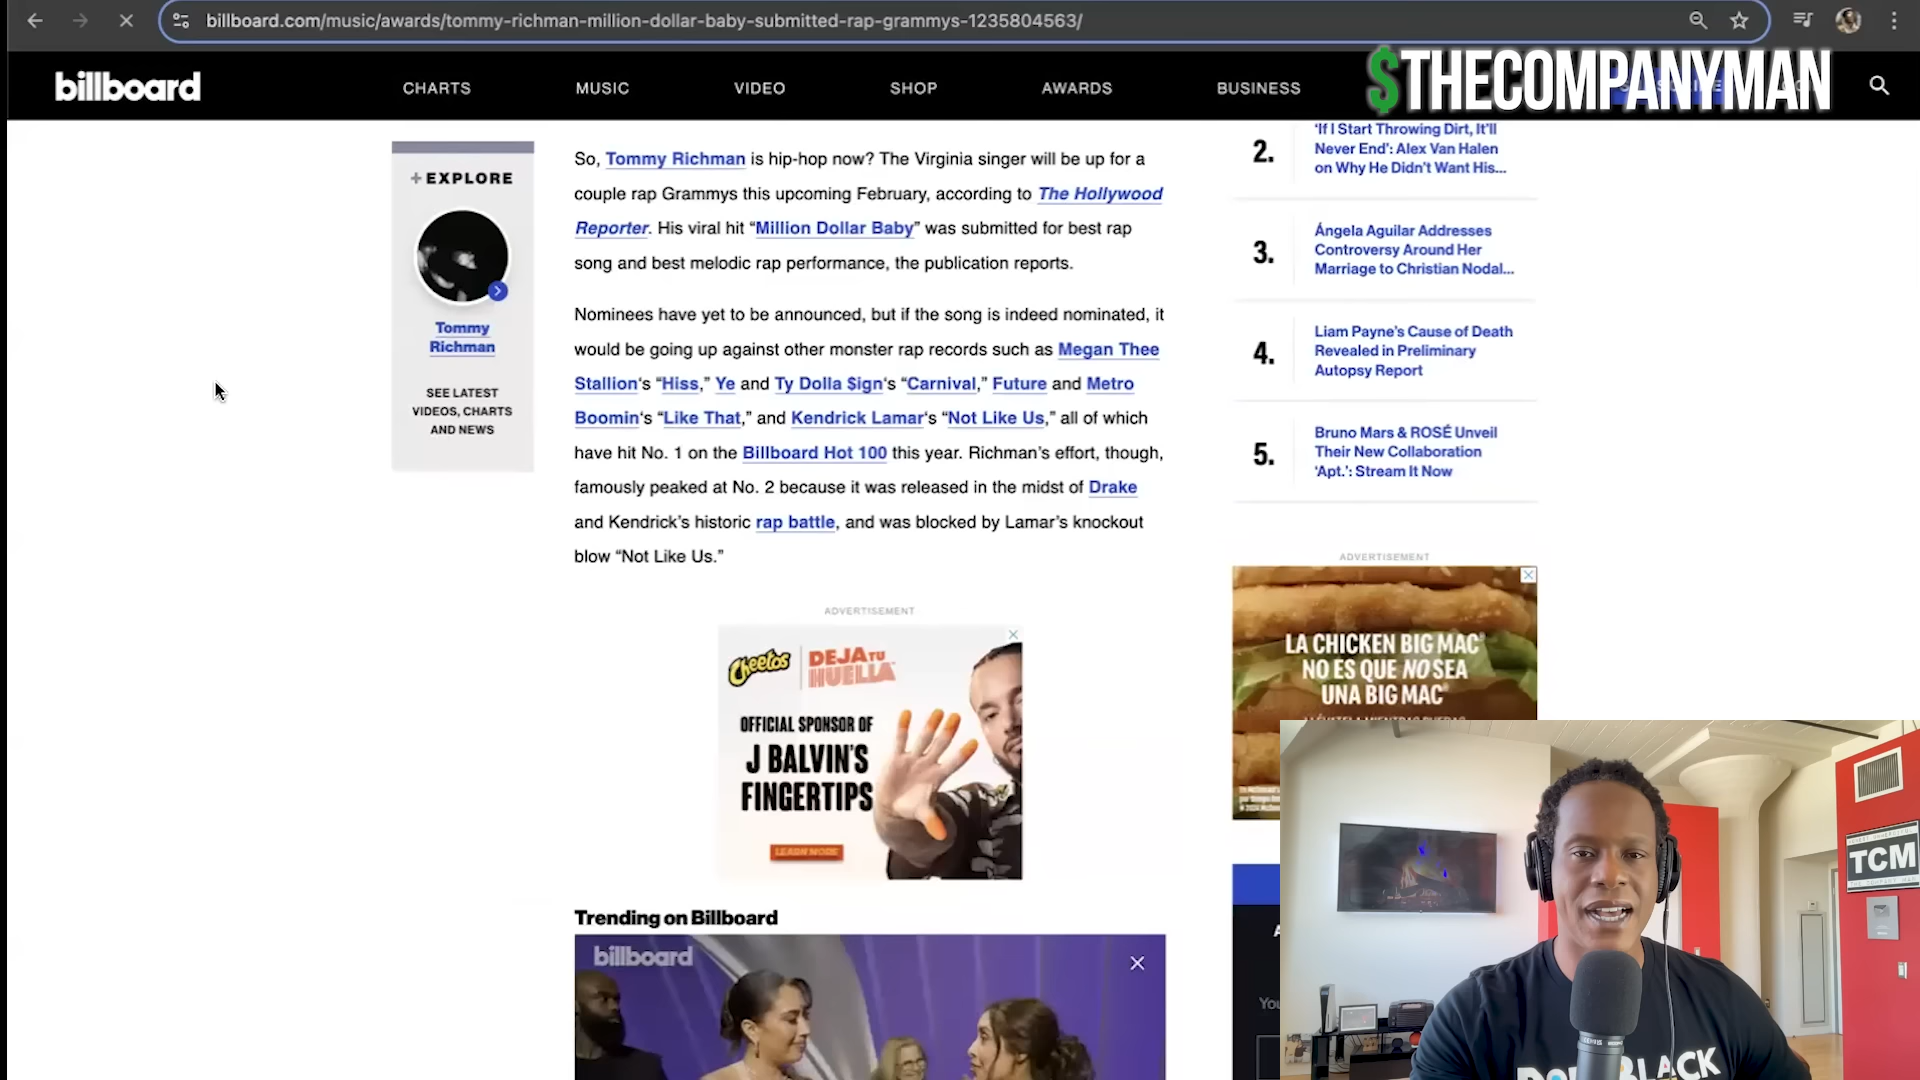 billboard.com/music/awards/tommy-richman-million-dollar-baby-submitted-rap-grammys-1235804563/
billboard
CHARTS
MUSIC
VIDEO
SHOP
AWARDS
BUSINESS
$THECOMPANYMAN
+EXPLORE
Tommy
Richman
SEE LATEST
VIDEOS, CHARTS
AND NEWS
So, Tommy Richman is hip-hop now? The Virginia singer will be up for a
couple rap Grammys this upcoming February, according to The Hollywood
Reporter. His viral hit “Million Dollar Baby” was submitted for best rap
song and best melodic rap performance, the publication reports.
Nominees have yet to be announced, but if the song is indeed nominated, it
would be going up against other monster rap records such as Megan Thee
Stallion‘s “Hiss,” Ye and Ty Dolla $ign‘s “Carnival,” Future and Metro
Boomin‘s “Like That,” and Kendrick Lamar‘s “Not Like Us,” all of which
have hit No. 1 on the Billboard Hot 100 this year. Richman’s effort, though,
famously peaked at No. 2 because it was released in the midst of Drake
and Kendrick’s historic rap battle, and was blocked by Lamar’s knockout
blow “Not Like Us.”
ADVERTISEMENT
Cheetos
DEJA TU
HUELLA
OFFICIAL SPONSOR OF
J BALVIN'S
FINGERTIPS
LEARN MORE
Trending on Billboard
billboard
2.
‘If I Start Throwing Dirt, It’ll
Never End’: Alex Van Halen
on Why He Didn’t Want His...
3.
Ángela Aguilar Addresses
Controversy Around Her
Marriage to Christian Nodal...
4.
Liam Payne’s Cause of Death
Revealed in Preliminary
Autopsy Report
5.
Bruno Mars & ROSÉ Unveil
Their New Collaboration
‘Apt.’: Stream It Now
ADVERTISEMENT
LA CHICKEN BIG MAC®
NO ES QUE NO SEA
UNA BIG MAC®
TCM
THE COMPANY MAN